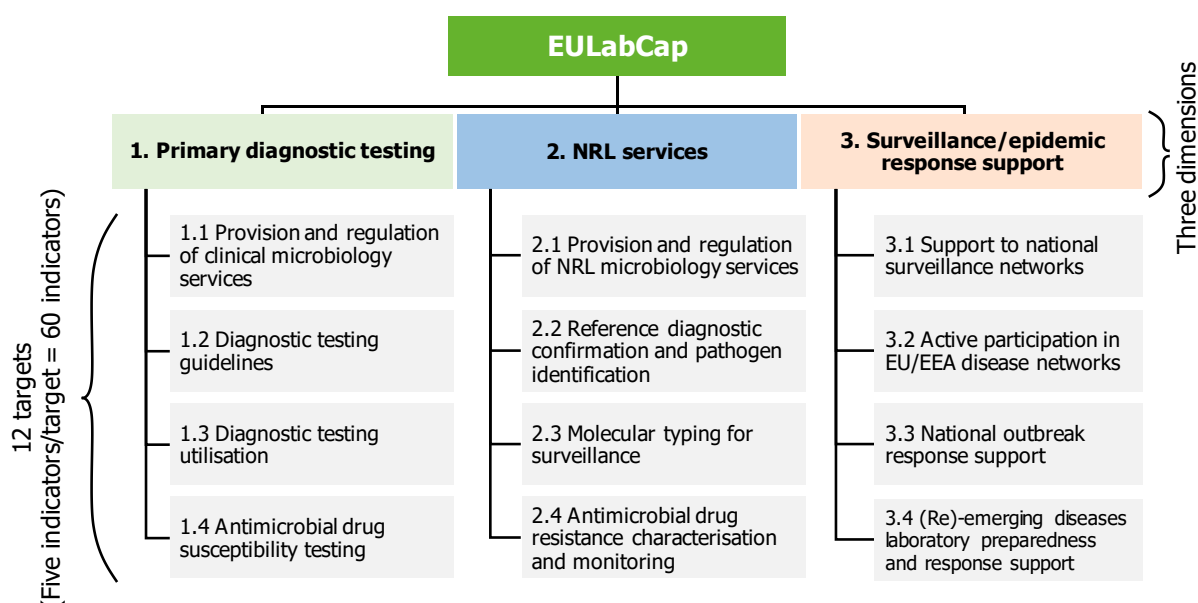 EULabCap
1. Primary diagnostic testing
2. NRL services
3. Surveillance/epidemic
response support
Three dimensions
12 targets
(Five indicators/target = 60 indicators)
1.1 Provision and regulation
of clinical microbiology
services
1.2 Diagnostic testing
guidelines
1.3 Diagnostic testing
utilisation
1.4 Antimicrobial drug
susceptibility testing
2.1 Provision and regulation
of NRL microbiology services
2.2 Reference diagnostic
confirmation and pathogen
identification
2.3 Molecular typing for
surveillance
2.4 Antimicrobial drug
resistance characterisation
and monitoring
3.1 Support to national
surveillance networks
3.2 Active participation in
EU/EEA disease networks
3.3 National outbreak
response support
3.4 (Re)-emerging diseases
laboratory preparedness
and response support